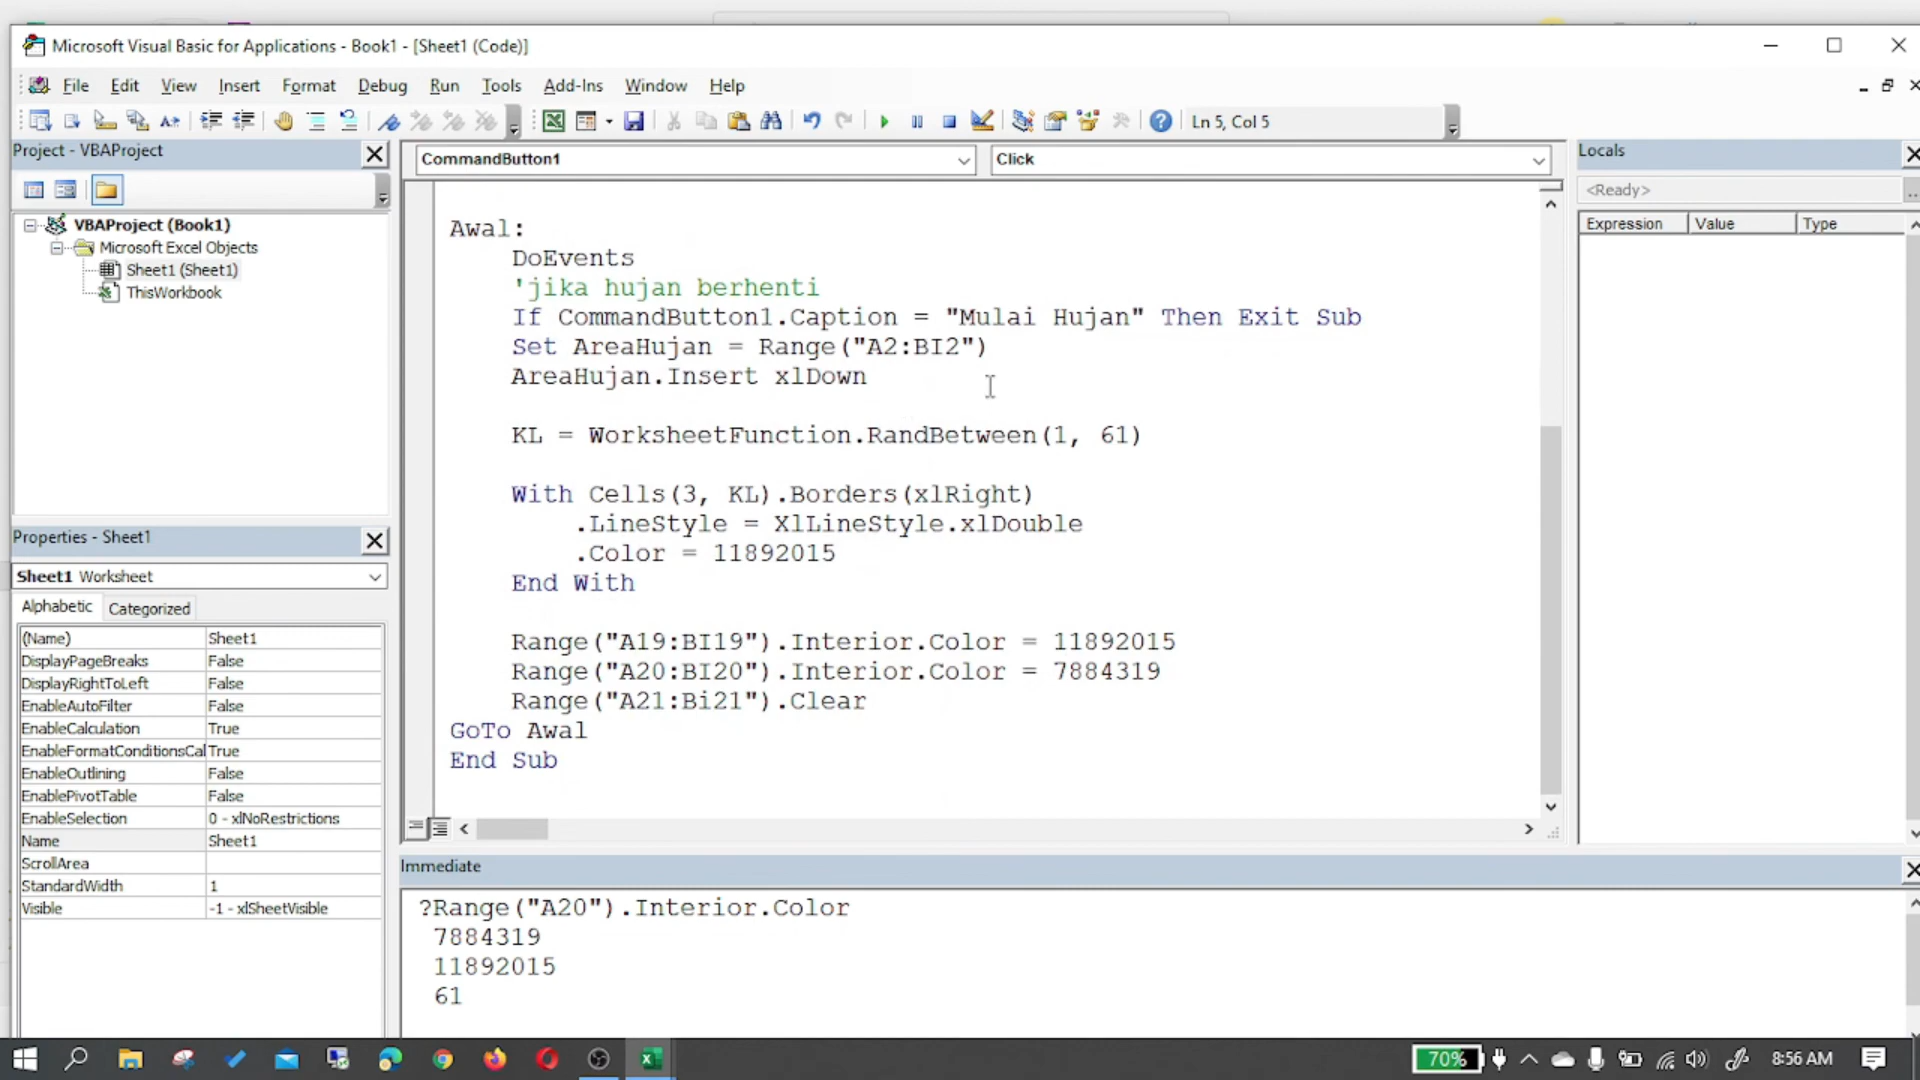 Microsoft Visual Basic for Applications - Book1 - [Sheet1 (Code)]
File Edit View Insert Format Debug Run Tools Add-Ins Window Help
Ln 5, Col 5
Project - VBAProject
VBAProject (Book1)
Microsoft Excel Objects
Sheet1 (Sheet1)
ThisWorkbook
Properties - Sheet1
Sheet1 Worksheet
Alphabetic Categorized
(Name) Sheet1
DisplayPageBreaks False
DisplayRightToLeft False
EnableAutoFilter False
EnableCalculation True
EnableFormatConditionsCal True
EnableOutlining False
EnablePivotTable False
EnableSelection 0 - xlNoRestrictions
Name Sheet1
ScrollArea
StandardWidth 1
Visible -1 - xlSheetVisible
CommandButton1 Click
Awal:
DoEvents
'jika hujan berhenti
If CommandButton1.Caption = "Mulai Hujan" Then Exit Sub
Set AreaHujan = Range("A2:BI2")
AreaHujan.Insert xlDown
KL = WorksheetFunction.RandBetween(1, 61)
With Cells(3, KL).Borders(xlRight)
.LineStyle = XlLineStyle.xlDouble
.Color = 11892015
End With
Range("A19:BI19").Interior.Color = 11892015
Range("A20:BI20").Interior.Color = 7884319
Range("A21:Bi21").Clear
GoTo Awal
End Sub
Immediate
?Range("A20").Interior.Color
7884319
11892015
61
Locals
<Ready>
Expression Value Type
70%
8:56 AM